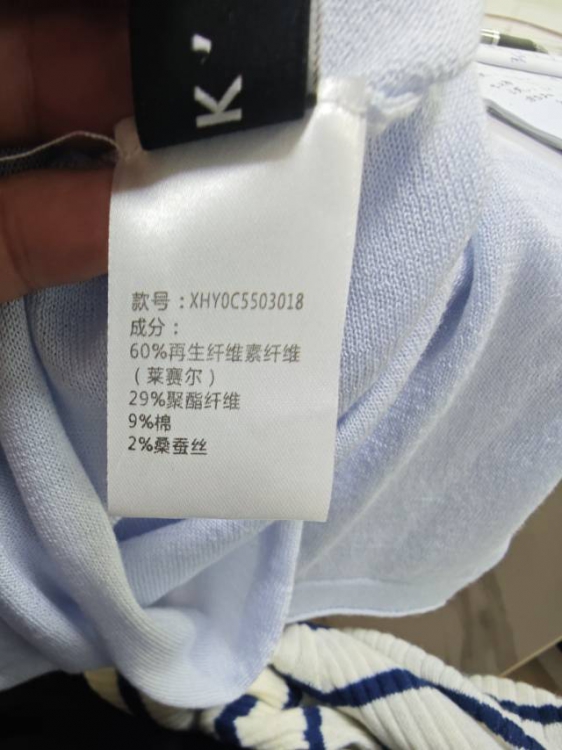 K'
款号：XHY0C5503018
成分：
60%再生纤维素纤维
（莱赛尔）
29%聚酯纤维
9%棉
2%桑蚕丝